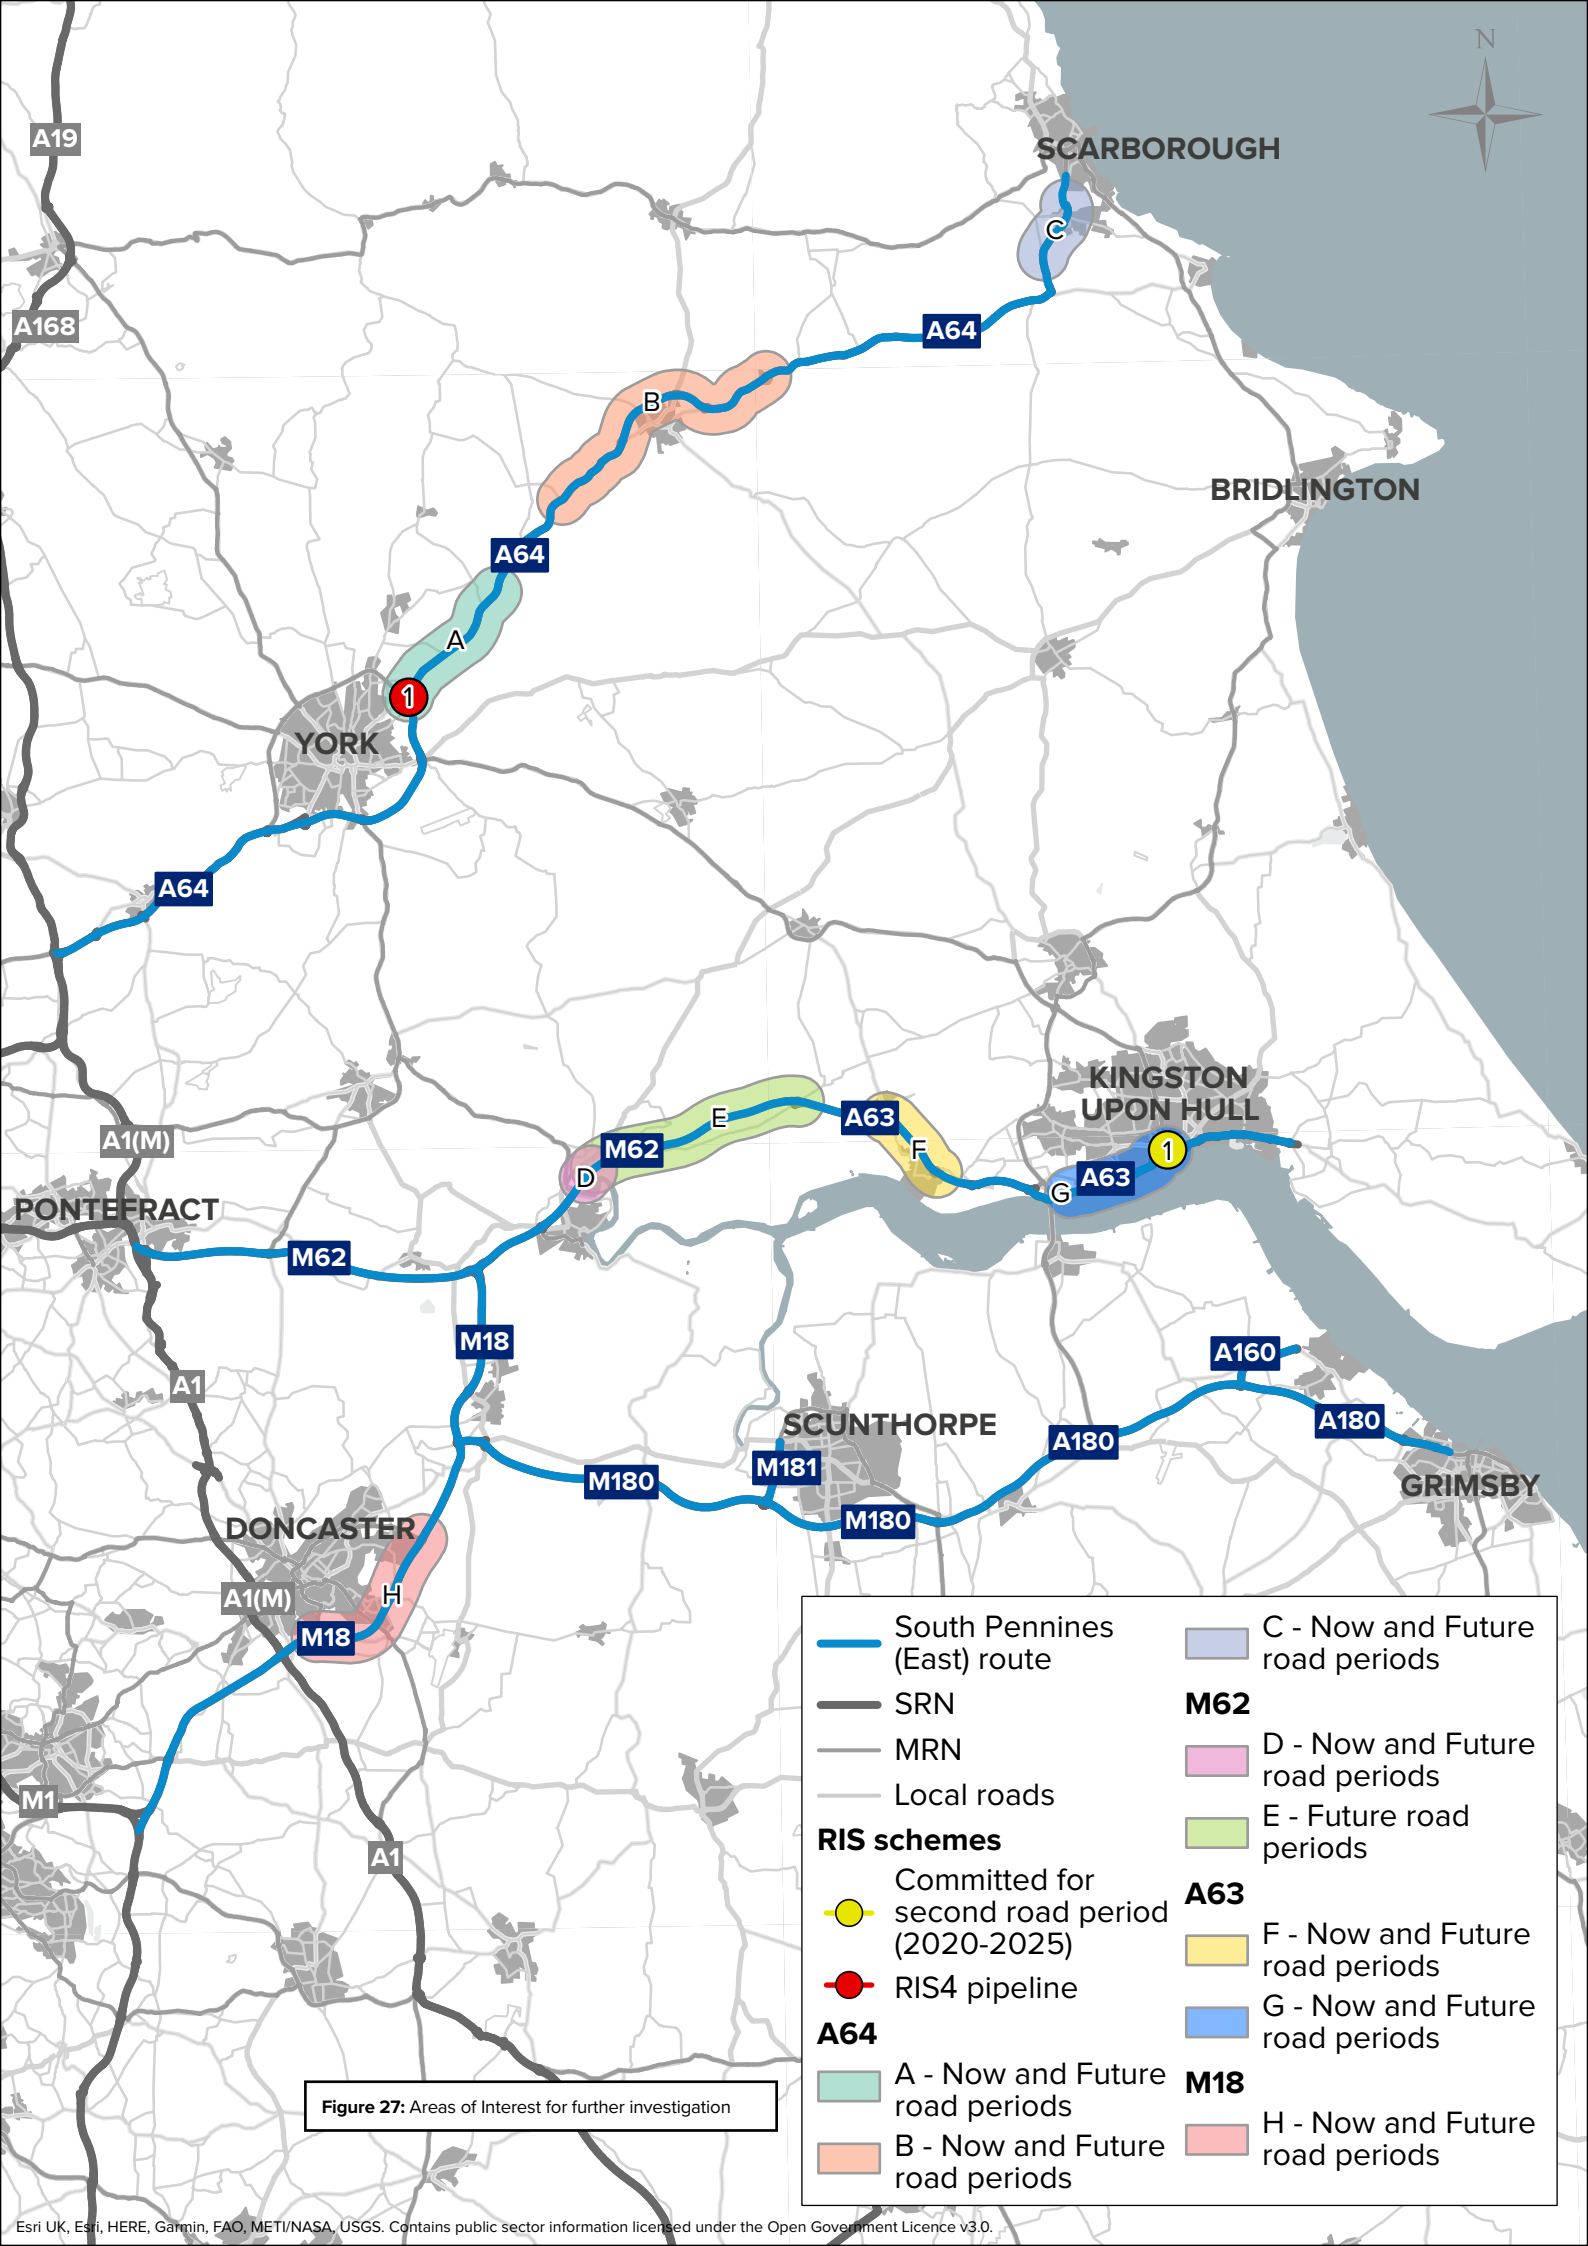 N
A19
SCARBOROUGH
C
A168
A64
B
BRIDLINGTON
A64
A
1
YORK
A64
KINGSTON
UPON HULL
E
A63
A1(M)
M62
F
1
D
A63
G
PONTEFRACT
M62
M18
A160
A1
A180
SCUNTHORPE
A180
M181
M180
GRIMSBY
M180
DONCASTER
H
A1(M)
M18
M1
A1
South Pennines
(East) route
SRN
MRN
Local roads
RIS schemes
Committed for
second road period
(2020-2025)
RIS4 pipeline
A64
A - Now and Future
road periods
B - Now and Future
road periods
C - Now and Future
road periods
M62
D - Now and Future
road periods
E - Future road
periods
A63
F - Now and Future
road periods
G - Now and Future
road periods
M18
H - Now and Future
road periods
Figure 27: Areas of Interest for further investigation
Esri UK, Esri, HERE, Garmin, FAO, METI/NASA, USGS. Contains public sector information licensed under the Open Government Licence v3.0.